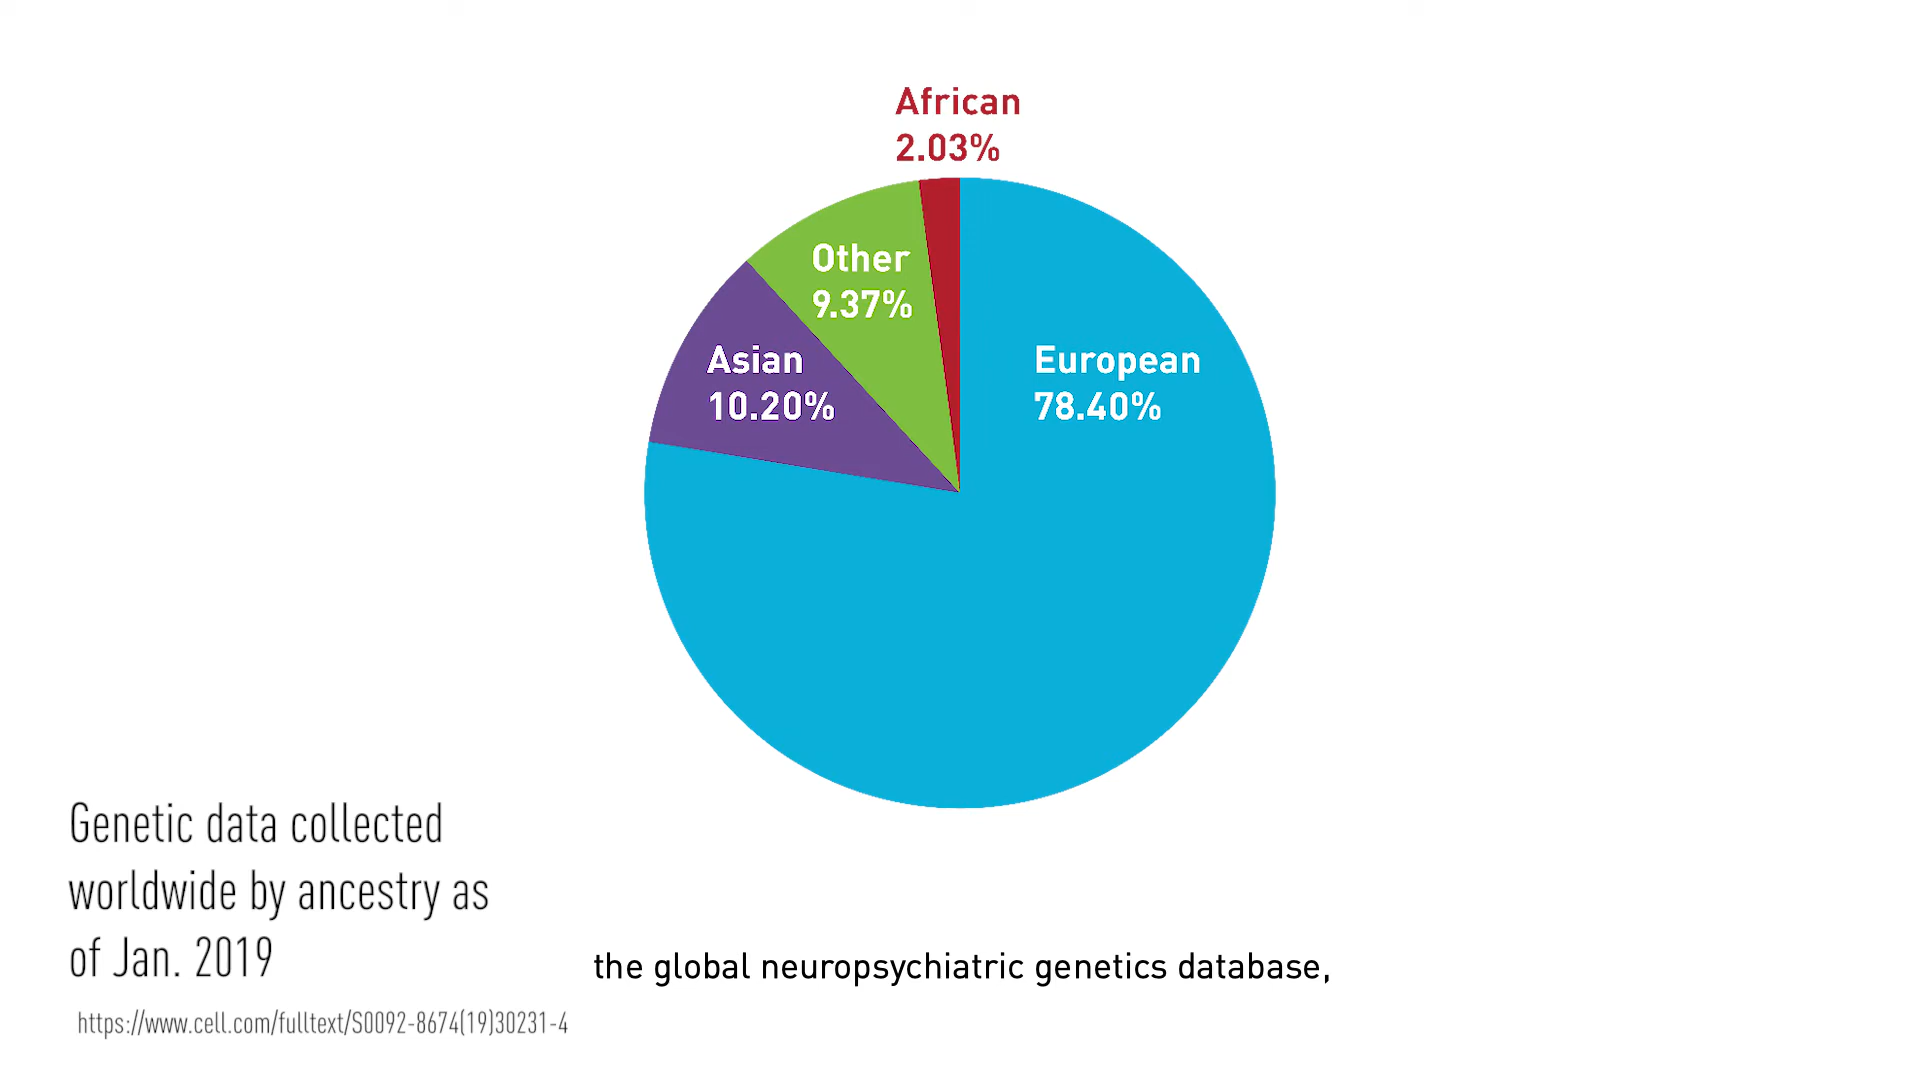 African
2.03%
Other
9.37%
Asian
10.20%
European
78.40%
Genetic data collected
worldwide by ancestry as
of Jan. 2019
the global neuropsychiatric genetics database,
https://www.cell.com/fulltext/S0092-8674(19)30231-4